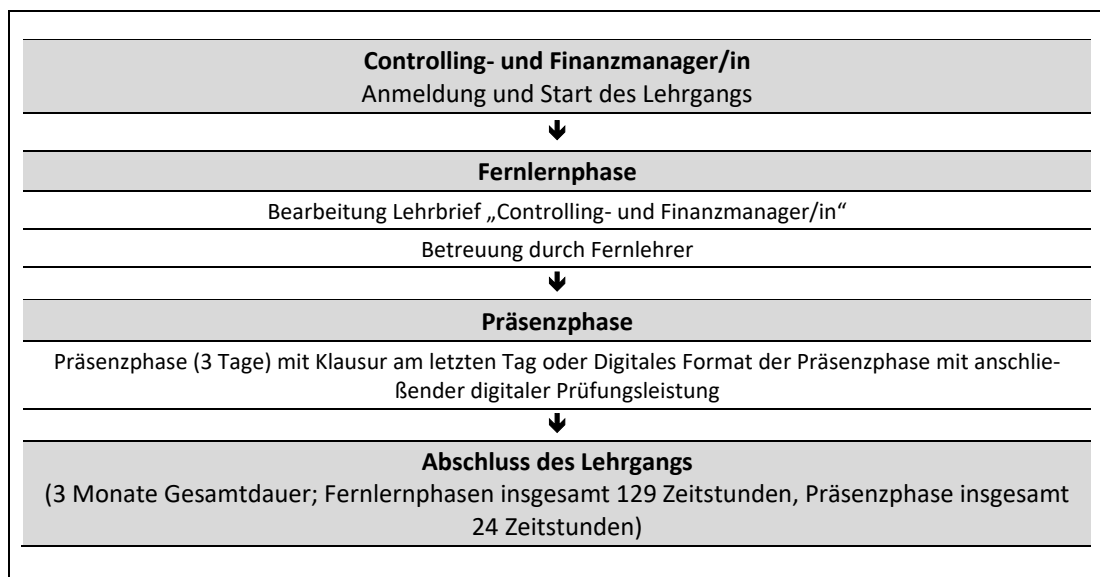 Controlling- und Finanzmanager/in
Anmeldung und Start des Lehrgangs
Fernlernphase
Bearbeitung Lehrbrief „Controlling- und Finanzmanager/in“
Betreuung durch Fernlehrer
Präsenzphase
Präsenzphase (3 Tage) mit Klausur am letzten Tag oder Digitales Format der Präsenzphase mit anschlie-
ßender digitaler Prüfungsleistung
Abschluss des Lehrgangs
(3 Monate Gesamtdauer; Fernlernphasen insgesamt 129 Zeitstunden, Präsenzphase insgesamt
24 Zeitstunden)